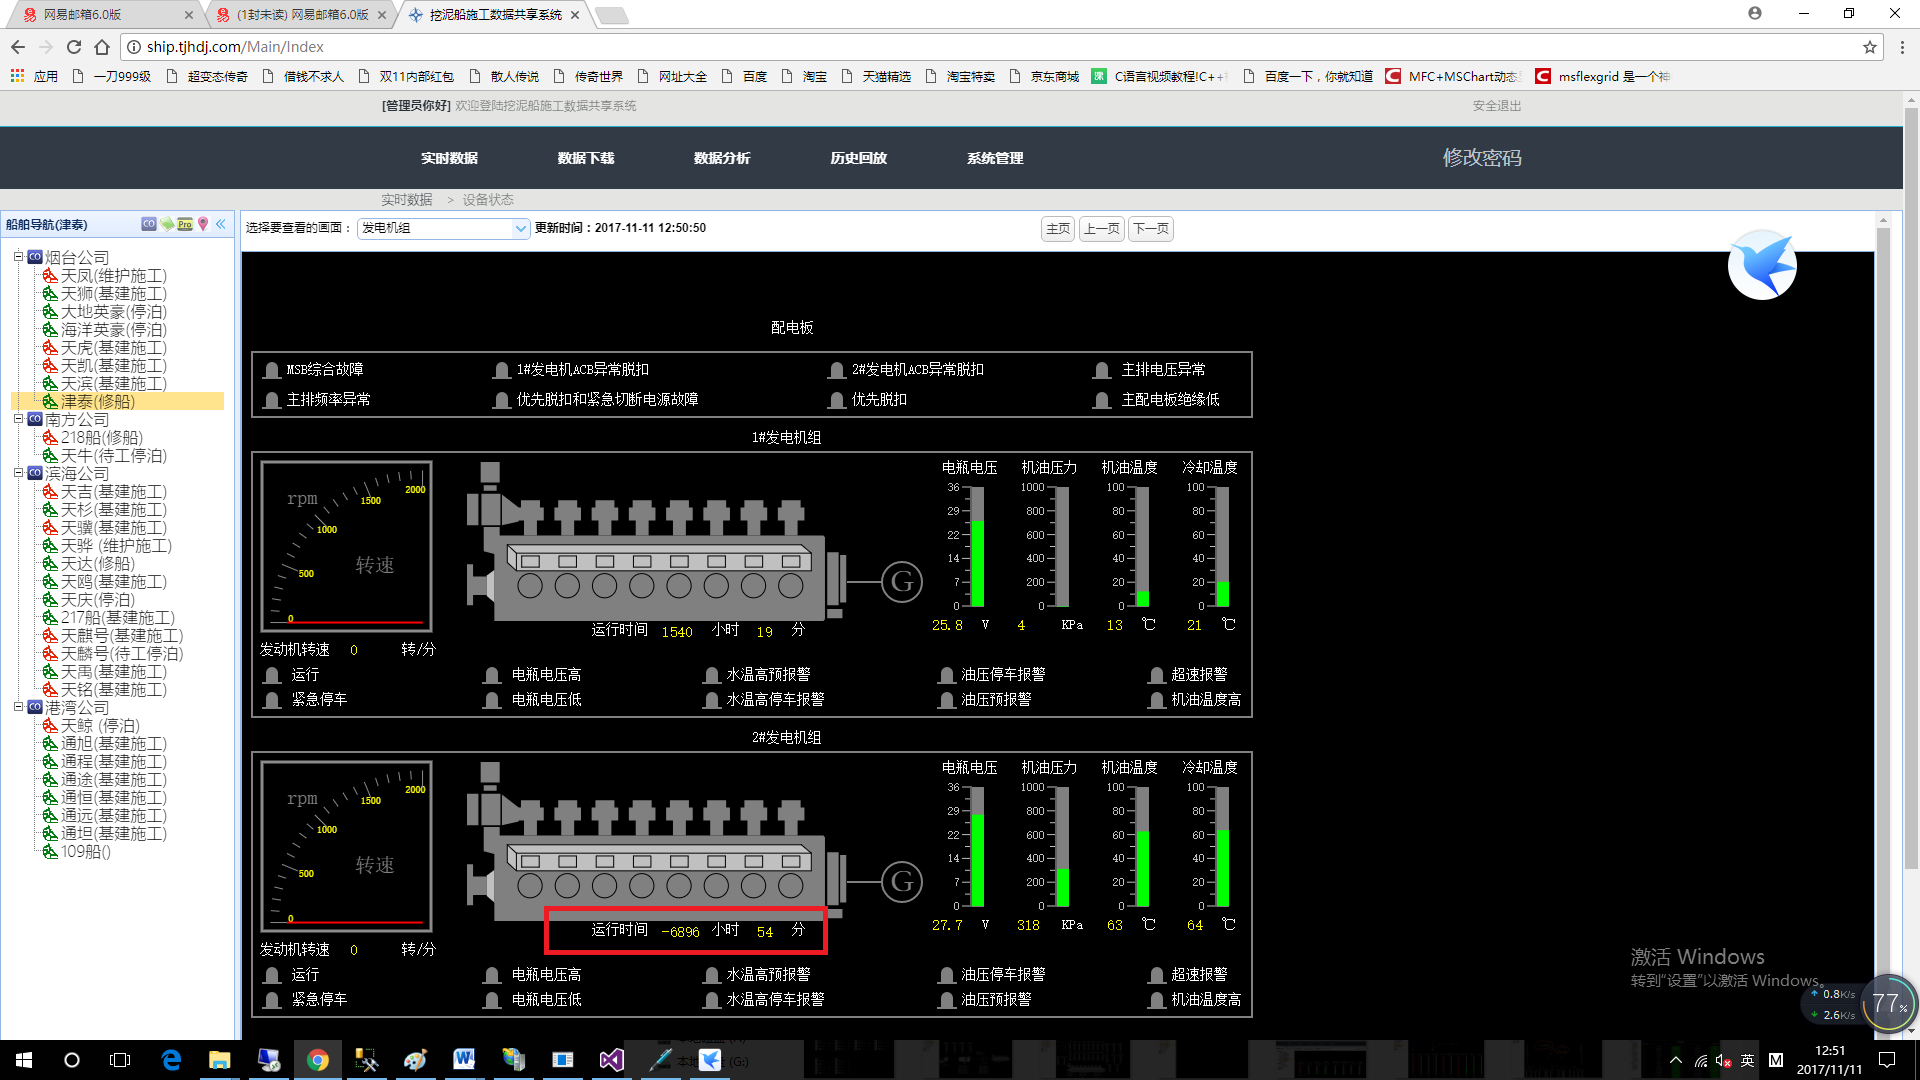 网易邮箱6.0版
(1封未读) 网易邮箱6.0版
挖泥船施工数据共享系统
ship.tjhdj.com/Main/Index
应用
一刀999级
超变态传奇
借钱不求人
双11内部红包
散人传说
传奇世界
网址大全
百度
淘宝
天猫精选
淘宝特卖
京东商城
C语言视频教程!C++
百度一下，你就知道
MFC+MSChart动态
msflexgrid 是一个神
[管理员你好] 欢迎登陆挖泥船施工数据共享系统
安全退出
实时数据 数据下载 数据分析 历史回放 系统管理
修改密码
实时数据 > 设备状态
船舶导航(津泰)
CO Pro
烟台公司
天凤(维护施工)
天狮(基建施工)
大地英豪(停泊)
海洋英豪(停泊)
天虎(基建施工)
天凯(基建施工)
天滨(基建施工)
津泰(修船)
南方公司
218船(修船)
天牛(待工停泊)
滨海公司
天吉(基建施工)
天杉(基建施工)
天骥(基建施工)
天骅 (维护施工)
天达(修船)
天鸥(基建施工)
天庆(停泊)
217船(基建施工)
天麒号(基建施工)
天麟号(待工停泊)
天禹(基建施工)
天铭(基建施工)
港湾公司
天鲸 (停泊)
通旭(基建施工)
通程(基建施工)
通途(基建施工)
通恒(基建施工)
通远(基建施工)
通坦(基建施工)
109船()
选择要查看的画面： 发电机组 更新时间：2017-11-11 12:50:50
主页 上一页 下一页
配电板
MSB综合故障 1#发电机ACB异常脱扣 2#发电机ACB异常脱扣 主排电压异常
主排频率异常 优先脱扣和紧急切断电源故障 优先脱扣 主配电板绝缘低
1#发电机组
rpm
转速
0 500 1000 1500 2000
G
电瓶电压 机油压力 机油温度 冷却温度
36 1000 100 100
29 800 80 80
22 600 60 60
14 400 40 40
7 200 20 20
0 0 0 0
25.8 V 4 KPa 13 ℃ 21 ℃
运行时间 1540 小时 19 分
发动机转速 0 转/分
运行 电瓶电压高 水温高预报警 油压停车报警 超速报警
紧急停车 电瓶电压低 水温高停车报警 油压预报警 机油温度高
2#发电机组
rpm
转速
0 500 1000 1500 2000
G
电瓶电压 机油压力 机油温度 冷却温度
36 1000 100 100
29 800 80 80
22 600 60 60
14 400 40 40
7 200 20 20
0 0 0 0
27.7 V 318 KPa 63 ℃ 64 ℃
运行时间 -6896 小时 54 分
发动机转速 0 转/分
运行 电瓶电压高 水温高预报警 油压停车报警 超速报警
紧急停车 电瓶电压低 水温高停车报警 油压预报警 机油温度高
激活 Windows
转到“设置”以激活 Windows。
0.8K/s
2.6K/s
77%
英 M
12:51
2017/11/11